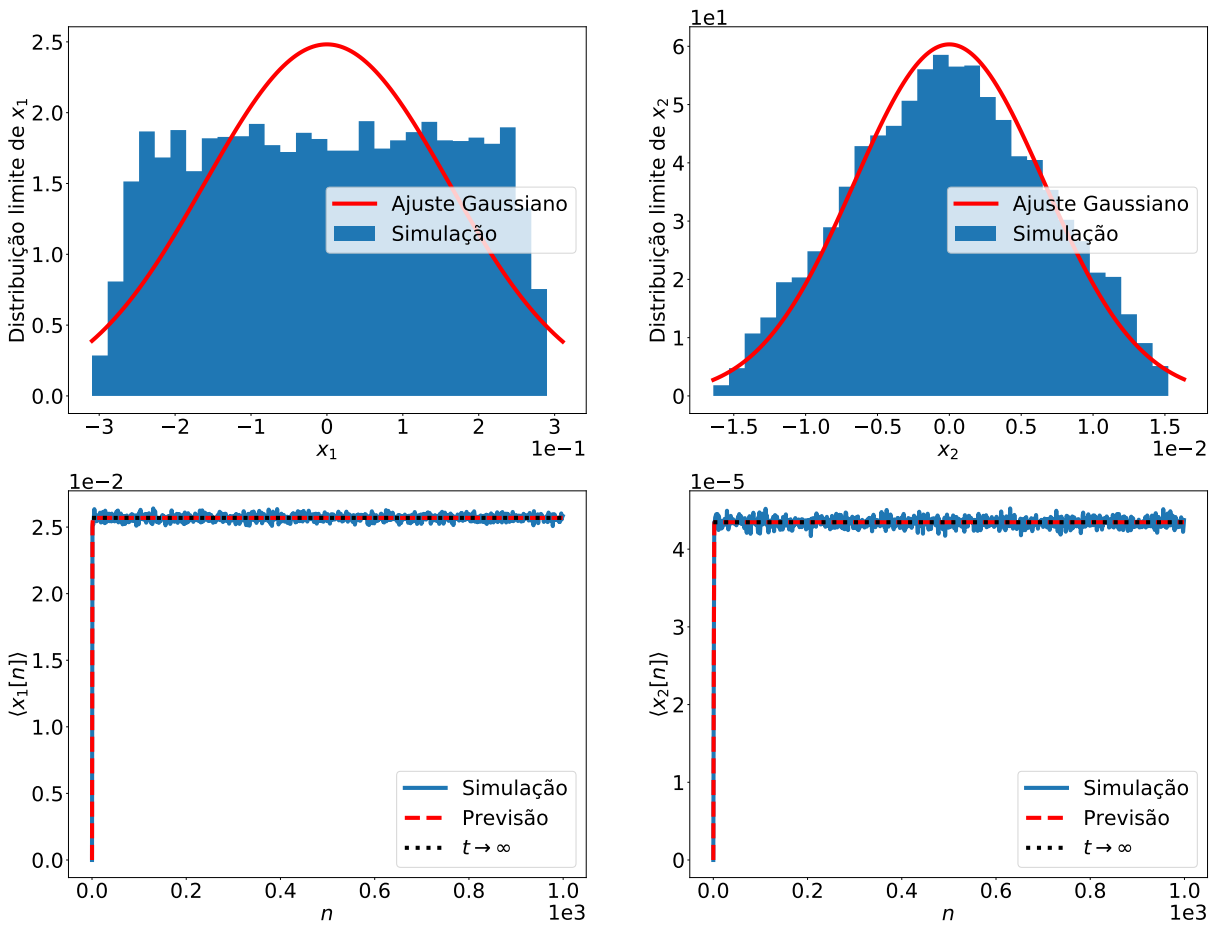 Distribuição limite de x₁
2.5
2.0
1.5
1.0
0.5
0.0
Ajuste Gaussiano
Simulação
−3 −2 −1 0 1 2 3
1e−1
x₁
1e1
Distribuição limite de x₂
6
5
4
3
2
1
0
Ajuste Gaussiano
Simulação
−1.5 −1.0 −0.5 0.0 0.5 1.0 1.5
1e−2
x₂
1e−2
⟨x₁[n]⟩
2.5
2.0
1.5
1.0
0.5
0.0
Simulação
Previsão
t → ∞
0.0 0.2 0.4 0.6 0.8 1.0
1e3
n
1e−5
⟨x₂[n]⟩
4
3
2
1
0
Simulação
Previsão
t → ∞
0.0 0.2 0.4 0.6 0.8 1.0
1e3
n